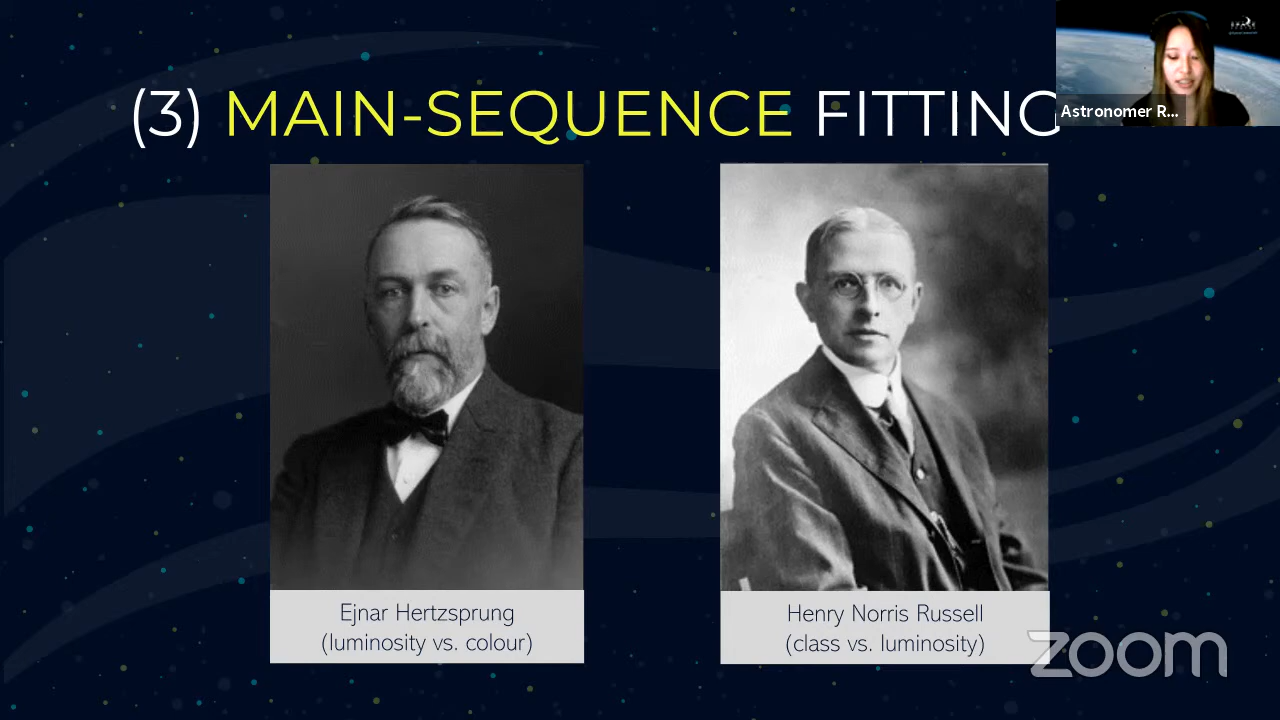 (3) MAIN-SEQUENCE FITTING
Astronomer R...
Ejnar Hertzsprung
(luminosity vs. colour)
Henry Norris Russell
(class vs. luminosity)
zoom